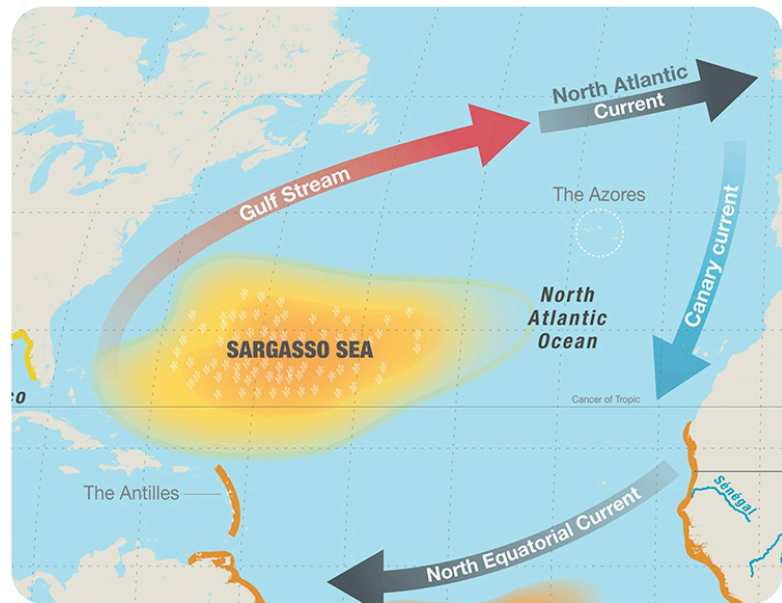 North Atlantic
Current
Gulf Stream
The Azores
Canary current
North
Atlantic
Ocean
SARGASSO SEA
Cancer of Tropic
co
The Antilles
Sénégal
North Equatorial Current